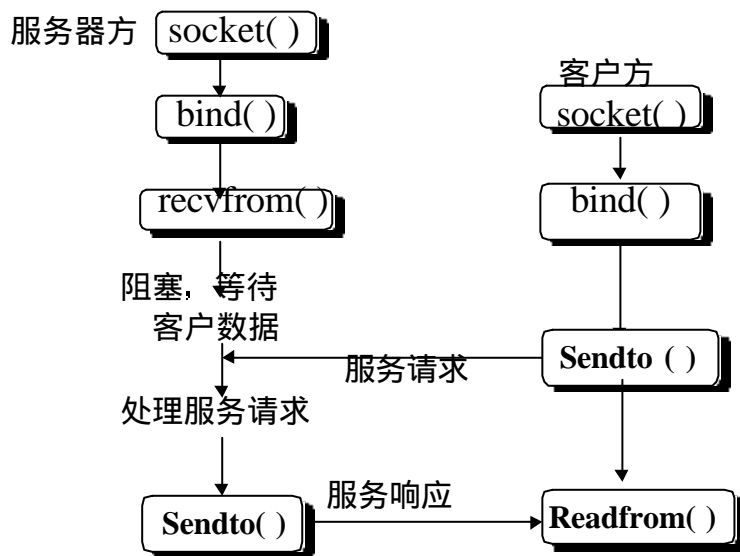 服务器方
socket( )
bind( )
recvfrom( )
阻塞，等待
客户数据
处理服务请求
Sendto( )
客户方
socket( )
bind( )
Sendto ( )
服务请求
服务响应
Readfrom( )